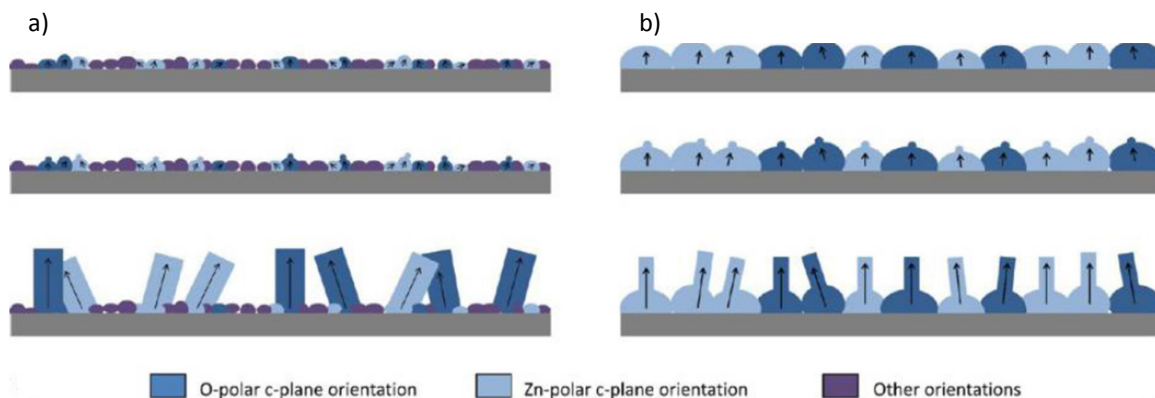 a)
b)
O-polar c-plane orientation
Zn-polar c-plane orientation
Other orientations